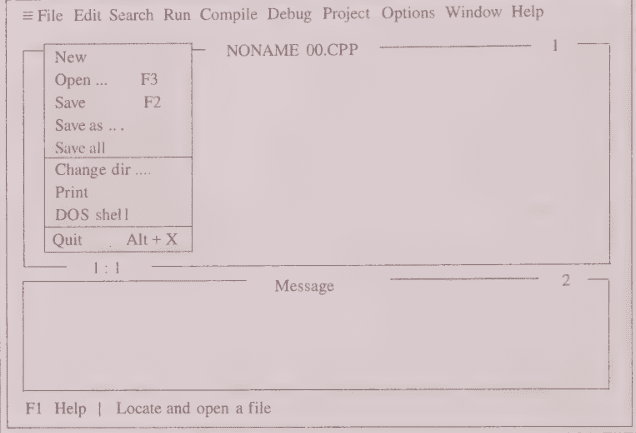 ≡ File Edit Search Run Compile Debug Project Options Window Help
NONAME 00.CPP 1
New
Open ... F3
Save F2
Save as ...
Save all
Change dir ....
Print
DOS shell
Quit Alt + X
1 : 1
Message 2
F1 Help | Locate and open a file